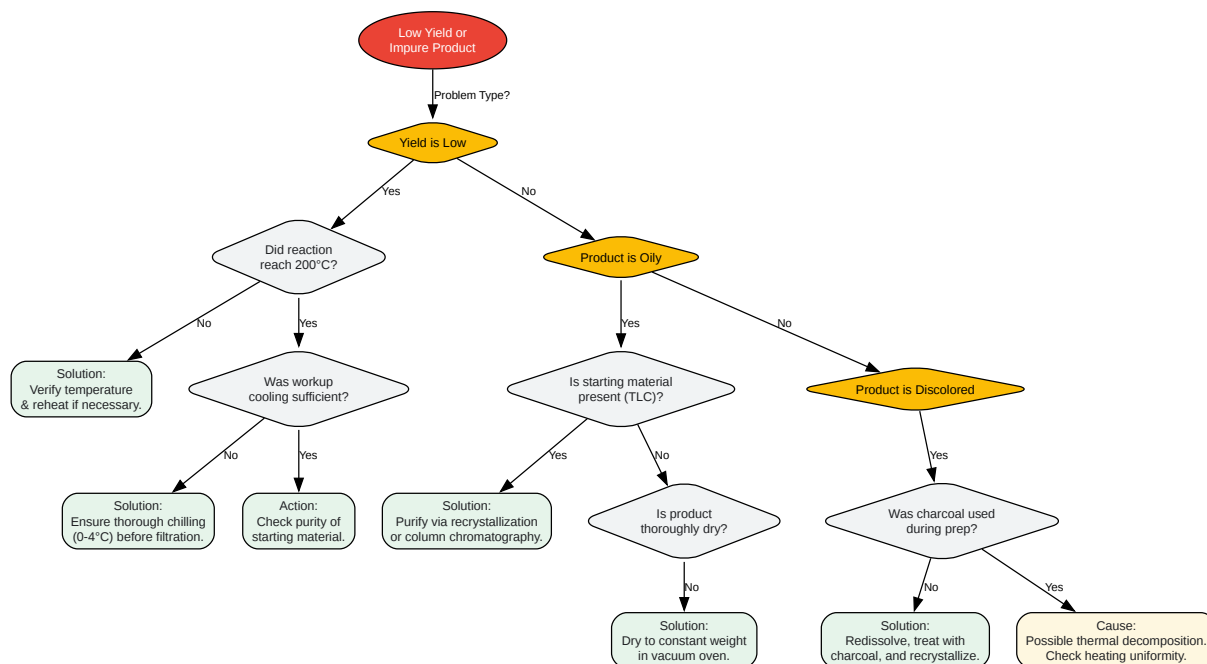 Low Yield or
Impure Product
Problem Type?
Yield is Low
Yes
No
Did reaction
reach 200°C?
Product is Oily
No
Yes
Yes
No
Solution:
Verify temperature
& reheat if necessary.
Was workup
cooling sufficient?
Is starting material
present (TLC)?
Product is Discolored
No
Yes
Yes
No
Yes
Solution:
Ensure thorough chilling
(0-4°C) before filtration.
Action:
Check purity of
starting material.
Solution:
Purify via recrystallization
or column chromatography.
Is product
thoroughly dry?
Was charcoal used
during prep?
No
No
Yes
Solution:
Dry to constant weight
in vacuum oven.
Solution:
Redissolve, treat with
charcoal, and recrystallize.
Cause:
Possible thermal decomposition.
Check heating uniformity.